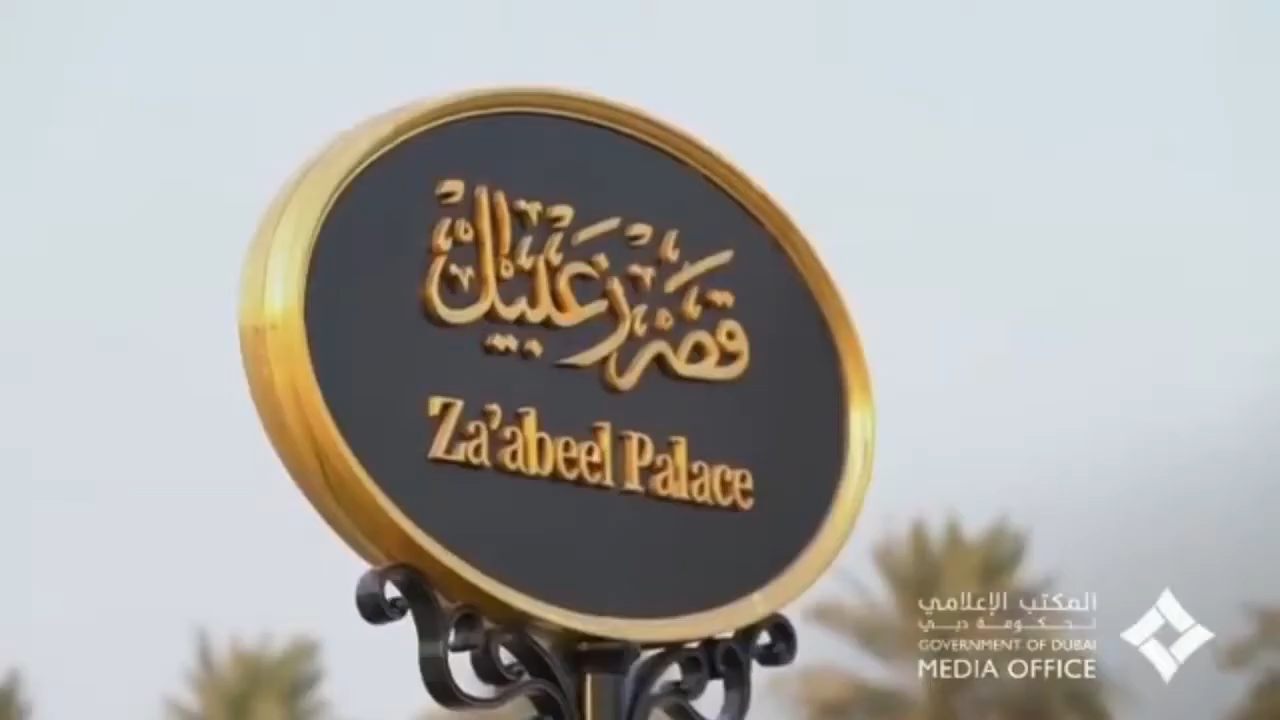 قصر زعبيل
Za'abeel Palace
المكتب الإعلامي
لحكومة دبي
GOVERNMENT OF DUBAI
MEDIA OFFICE